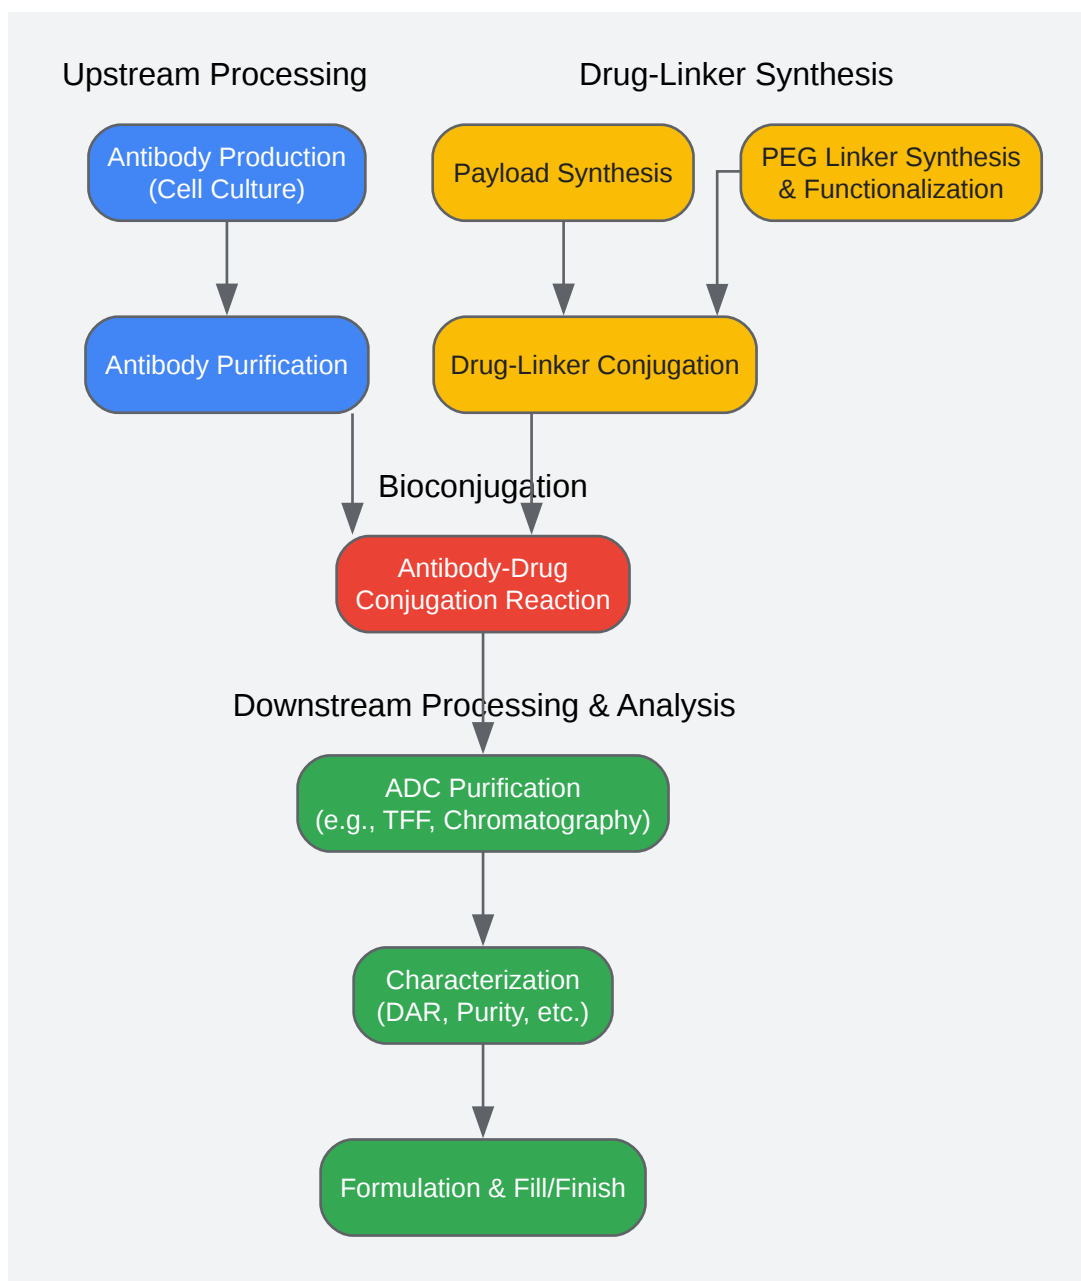 Upstream Processing
Drug-Linker Synthesis
Antibody Production
(Cell Culture)
Payload Synthesis
PEG Linker Synthesis
& Functionalization
Antibody Purification
Drug-Linker Conjugation
Bioconjugation
Antibody-Drug
Conjugation Reaction
Downstream Processing & Analysis
ADC Purification
(e.g., TFF, Chromatography)
Characterization
(DAR, Purity, etc.)
Formulation & Fill/Finish